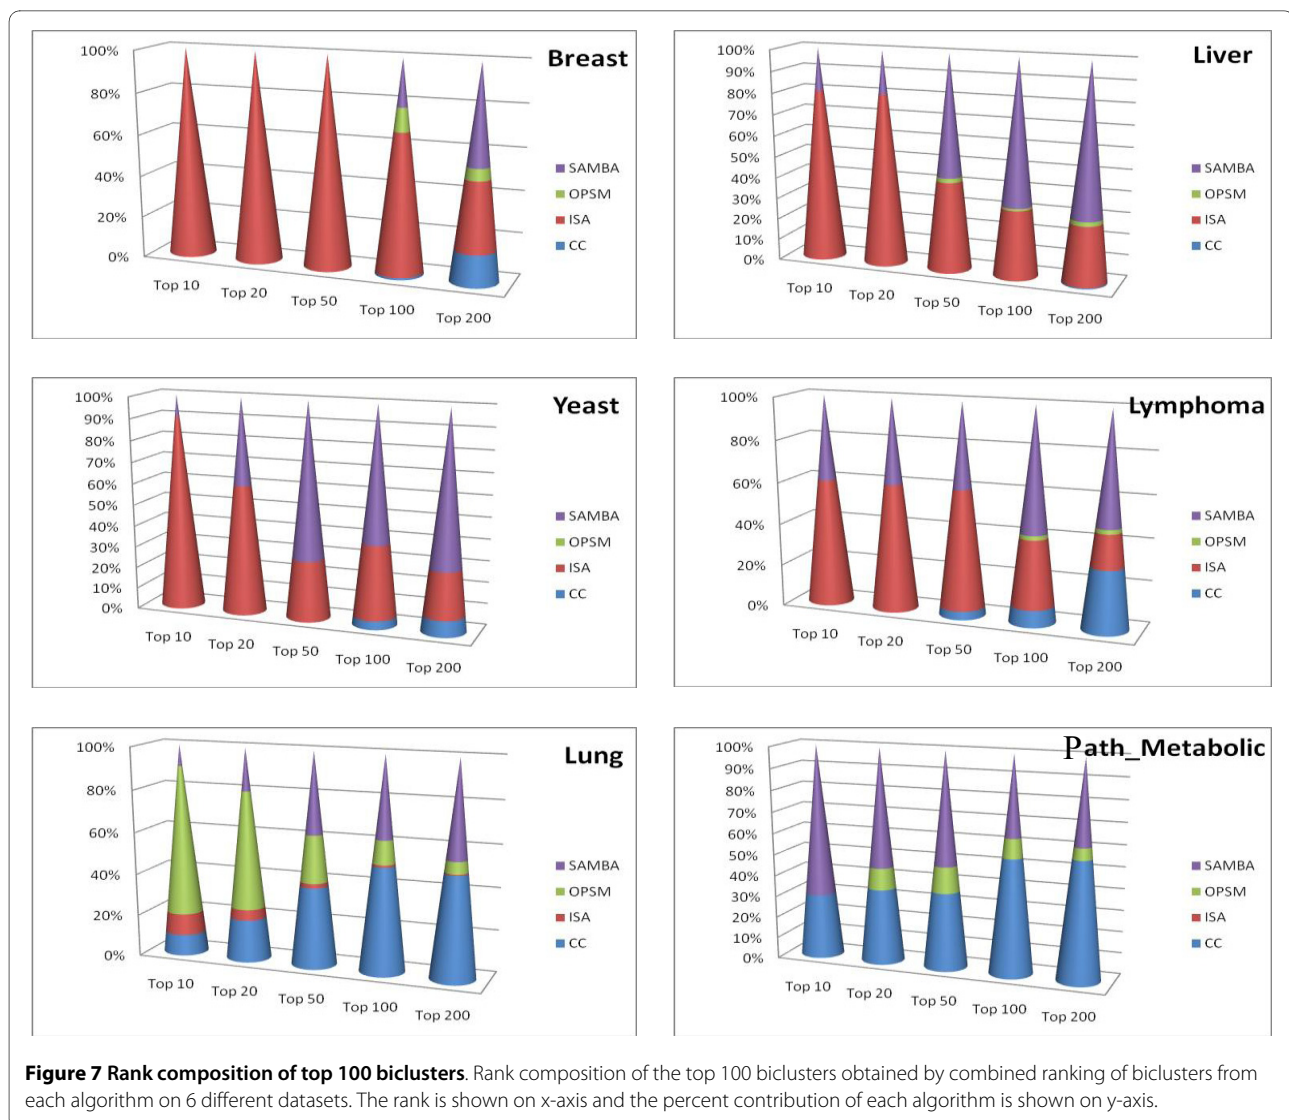 Breast
100%
80%
60%
40%
20%
0%
Top 10
Top 20
Top 50
Top 100
Top 200
SAMBA
OPSM
ISA
CC
Liver
100%
90%
80%
70%
60%
50%
40%
30%
20%
10%
0%
Top 10
Top 20
Top 50
Top 100
Top 200
SAMBA
OPSM
ISA
CC
Yeast
100%
90%
80%
70%
60%
50%
40%
30%
20%
10%
0%
Top 10
Top 20
Top 50
Top 100
Top 200
SAMBA
OPSM
ISA
CC
Lymphoma
100%
80%
60%
40%
20%
0%
Top 10
Top 20
Top 50
Top 100
Top 200
SAMBA
OPSM
ISA
CC
Lung
100%
80%
60%
40%
20%
0%
Top 10
Top 20
Top 50
Top 100
Top 200
SAMBA
OPSM
ISA
CC
Path_Metabolic
100%
90%
80%
70%
60%
50%
40%
30%
20%
10%
0%
Top 10
Top 20
Top 50
Top 100
Top 200
SAMBA
OPSM
ISA
CC
Figure 7 Rank composition of top 100 biclusters. Rank composition of the top 100 biclusters obtained by combined ranking of biclusters from
each algorithm on 6 different datasets. The rank is shown on x-axis and the percent contribution of each algorithm is shown on y-axis.